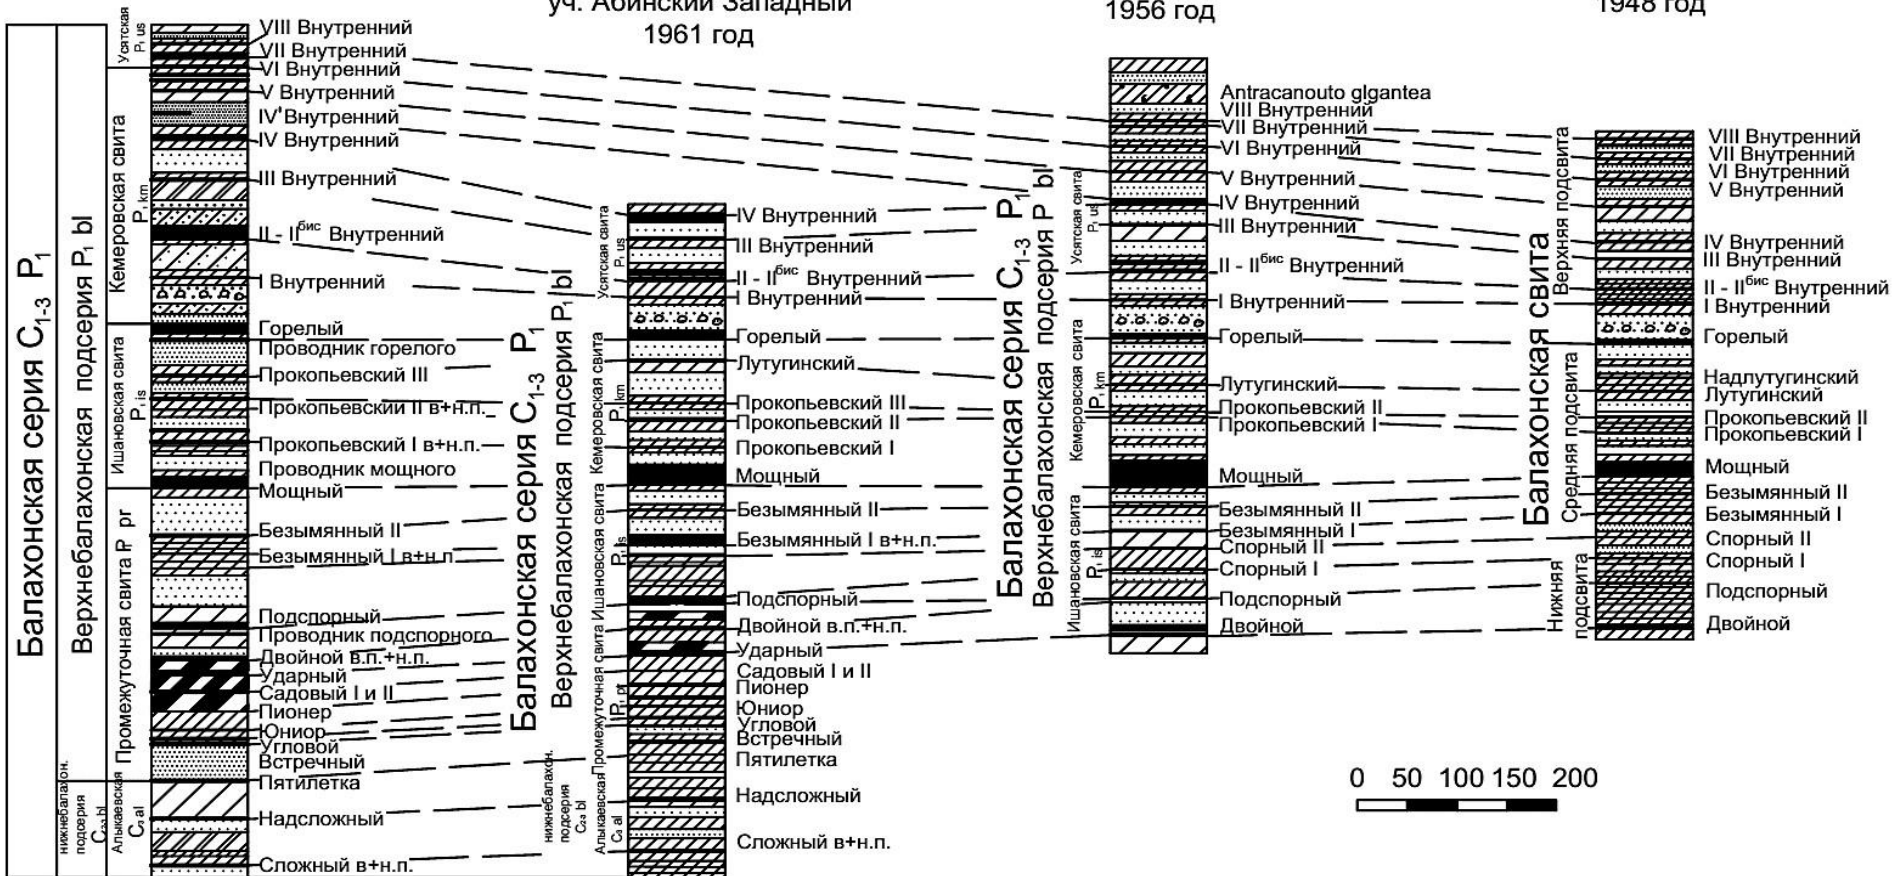 уч. Абинский Западный
1961 год
1956 год
1948 год
Балахонская серия C1-3 P1
Верхнебалахонская подсерия P1 bl
нижнебалахон.
подсерия
Усятская
P1 us
Кемеровская свита
P1 km
Ишановская свита
P1 is
Промежуточная свита P pr
Алыкаевская
C3 al
VIII Внутренний
VII Внутренний
VI Внутренний
V Внутренний
IV' Внутренний
IV Внутренний
III Внутренний
II - IIбис Внутренний
I Внутренний
Горелый
Проводник горелого
Прокопьевский III
Прокопьевский II в+н.п.
Прокопьевский I в+н.п.
Проводник мощного
Мощный
Безымянный II
Безымянный I в+н.п
Подспорный
Проводник подспорного
Двойной в.п.+н.п.
Ударный
Садовый I и II
Пионер
Юниор
Угловой
Встречный
Пятилетка
Надсложный
Сложный в+н.п.
Балахонская серия C1-3 P1
Верхнебалахонская подсерия P1 bl
нижнебалахон.
подсерия
C2-3 bl
Усятская свита
P1 us
Кемеровская свита
P1 km
Ишановская свита
P1 is
Промежуточная свита
P1 pr
Алыкаевская
C3 al
IV Внутренний
III Внутренний
II - IIбис Внутренний
I Внутренний
Горелый
Лутугинский
Прокопьевский III
Прокопьевский II
Прокопьевский I
Мощный
Безымянный II
Безымянный I в+н.п.
Подспорный
Двойной в.п.+н.п.
Ударный
Садовый I и II
Пионер
Юниор
Угловой
Встречный
Пятилетка
Надсложный
Сложный в+н.п.
Балахонская серия C1-3 P1
Верхнебалахонская подсерия P bl
Усятская свита
P1 us
Кемеровская свита
P1 km
Ишановская свита
P1 is
Antracanouto glgantea
VIII Внутренний
VII Внутренний
VI Внутренний
V Внутренний
IV Внутренний
III Внутренний
II - IIбис Внутренний
I Внутренний
Горелый
Лутугинский
Прокопьевский II
Прокопьевский I
Мощный
Безымянный II
Безымянный I
Спорный II
Спорный I
Подспорный
Двойной
Балахонская свита
Верхняя подсвита
Средняя подсвита
Нижняя
подсвита
VIII Внутренний
VII Внутренний
VI Внутренний
V Внутренний
IV Внутренний
III Внутренний
II - IIбис Внутренний
I Внутренний
Горелый
Надлутугинский
Лутугинский
Прокопьевский II
Прокопьевский I
Мощный
Безымянный II
Безымянный I
Спорный II
Спорный I
Подспорный
Двойной
0 50 100 150 200